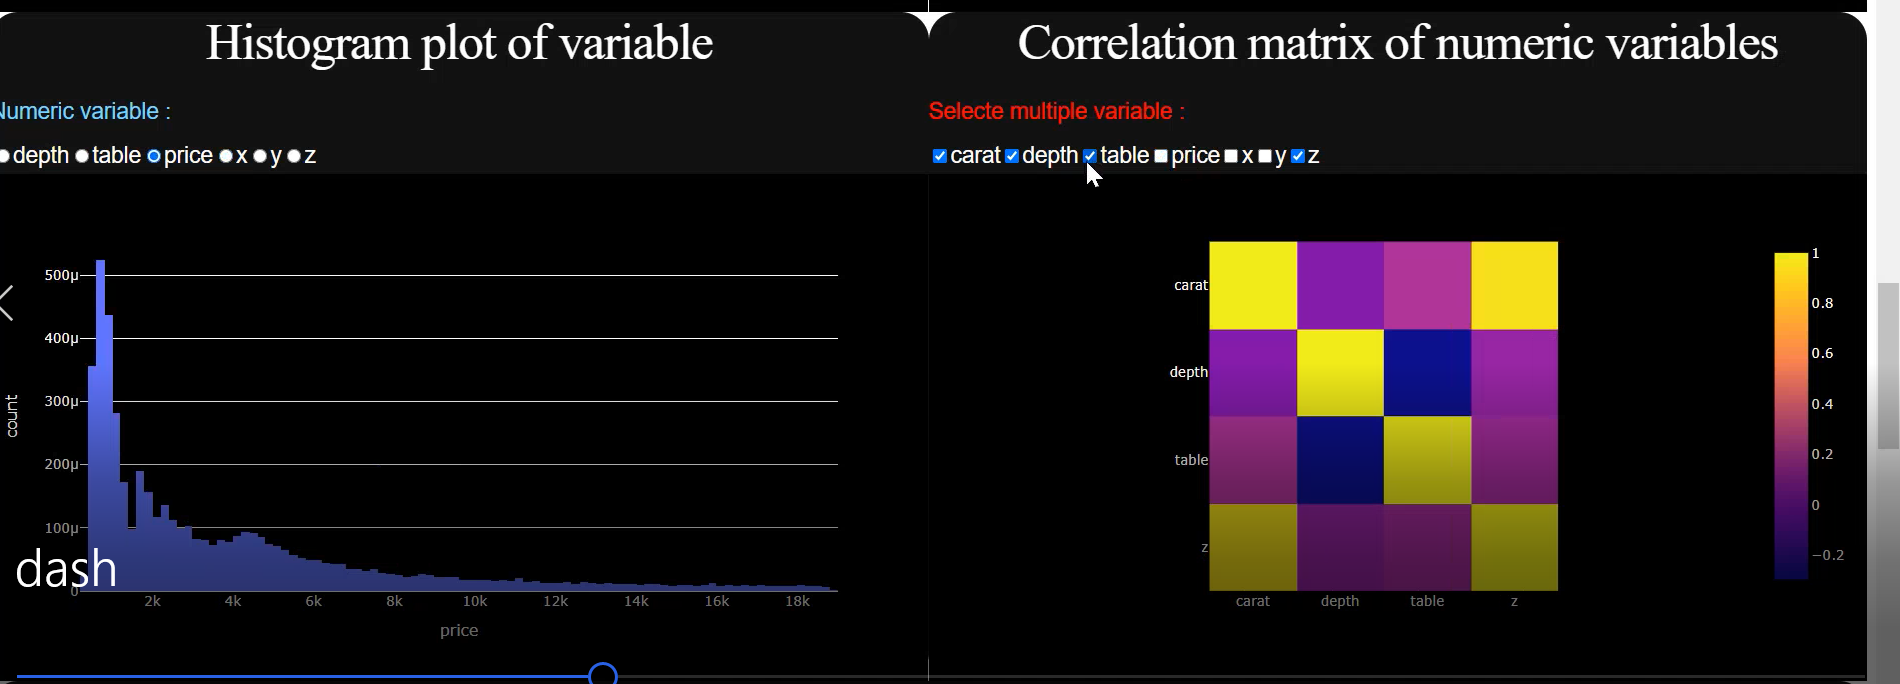 Histogram plot of variable
Numeric variable :
depth table price x y z
500µ
400µ
300µ
200µ
100µ
0
count
2k 4k 6k 8k 10k 12k 14k 16k 18k
price
dash
Correlation matrix of numeric variables
Selecte multiple variable :
carat depth table price x y z
carat
depth
table
z
carat depth table z
1
0.8
0.6
0.4
0.2
0
−0.2